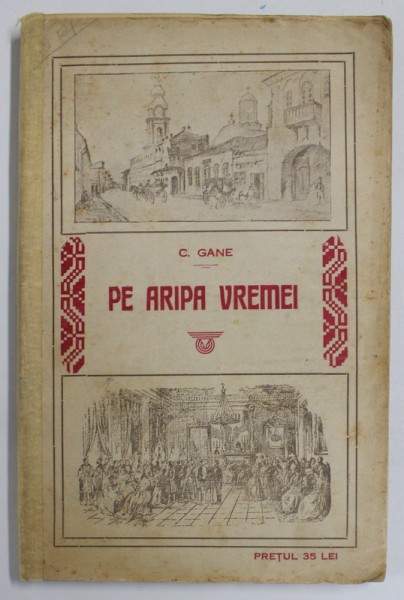 C. GANE
PE ARIPA VREMEI
PREȚUL 35 LEI